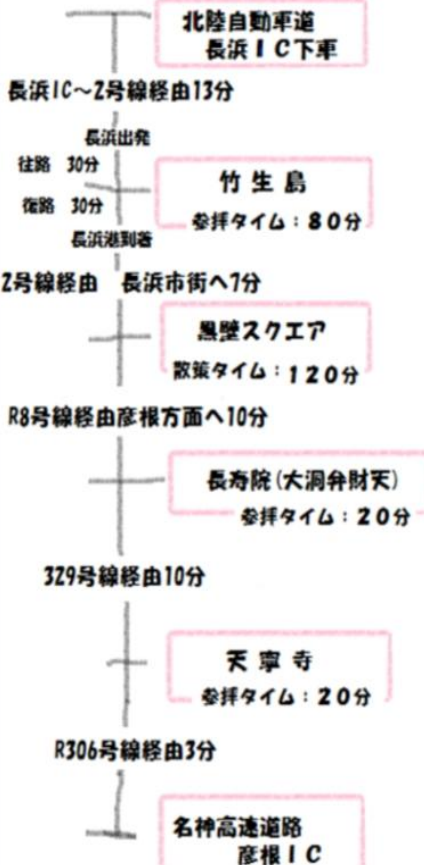 北陸自動車道
長浜IC下車
長浜IC～2号線経由13分
長浜出発
往路 30分
竹生島
復路 30分
参拝タイム：80分
長浜港到着
2号線経由 長浜市街へ7分
黒壁スクエア
散策タイム：120分
R8号線経由彦根方面へ10分
長寿院(大洞弁財天)
参拝タイム：20分
329号線経由10分
天寧寺
参拝タイム：20分
R306号線経由3分
名神高速道路
彦根IC